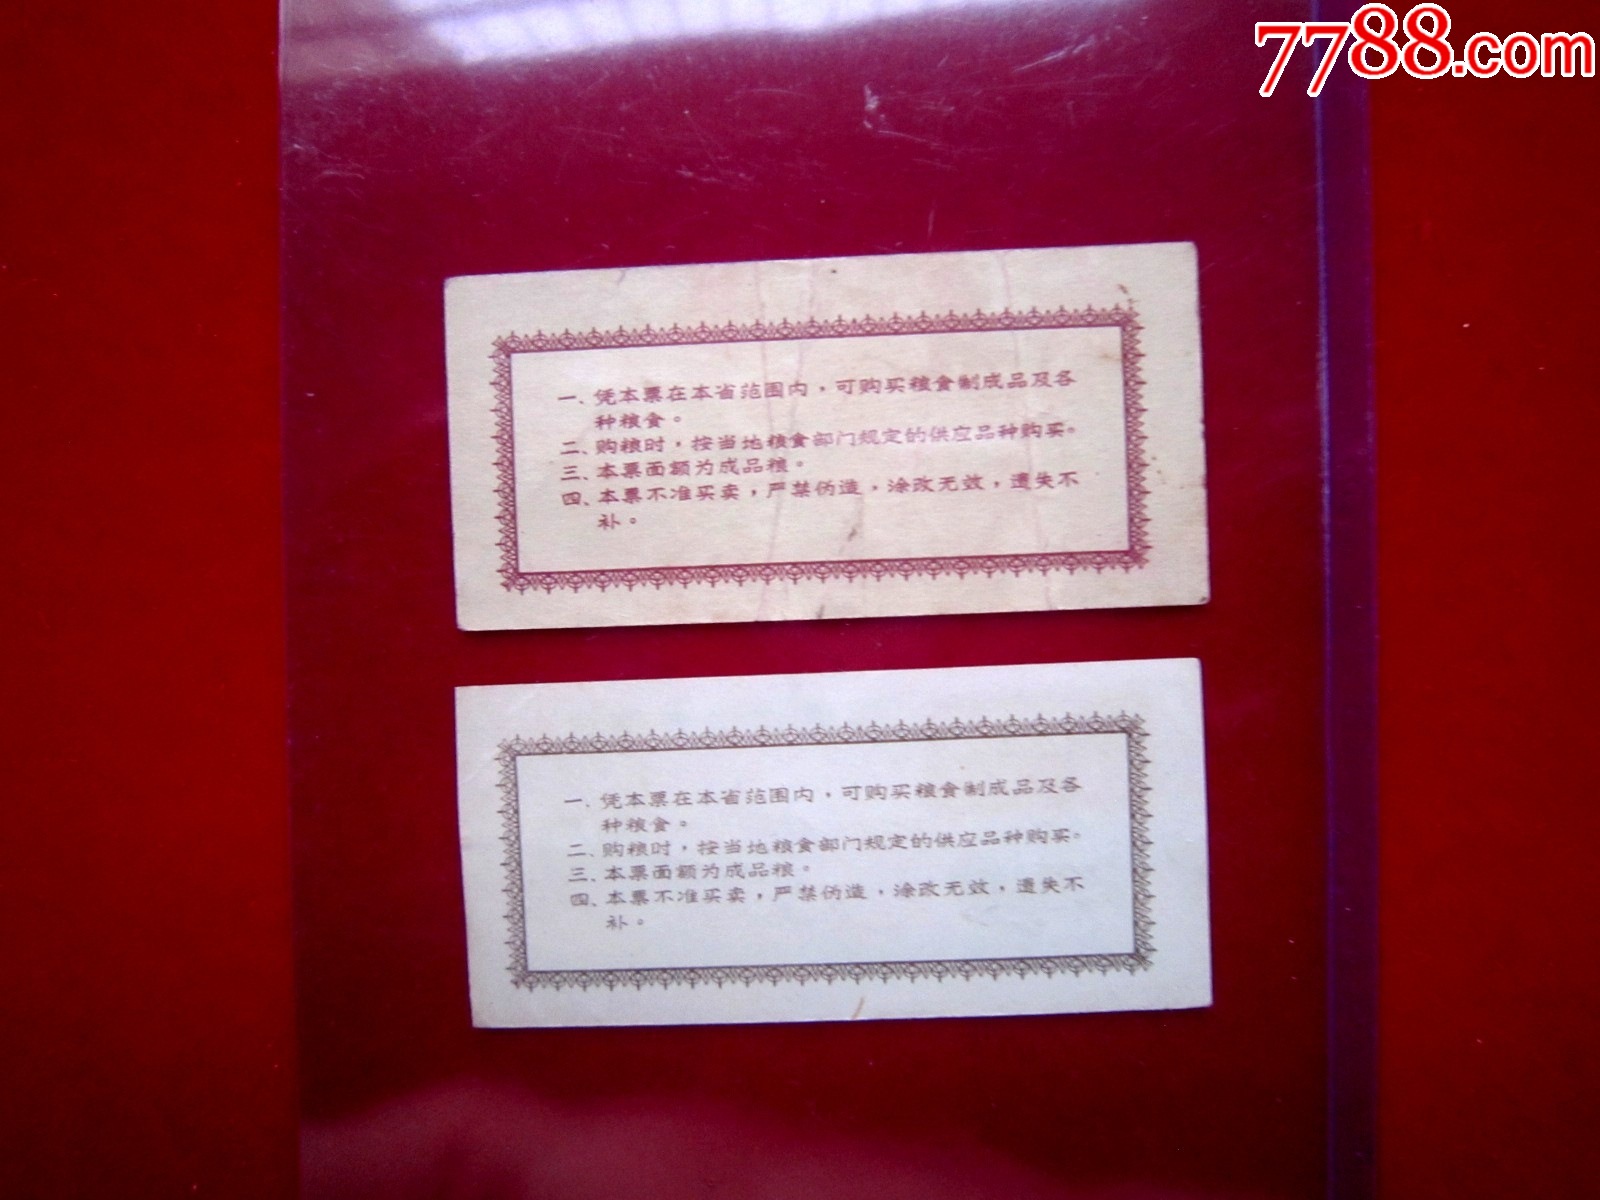 7788.com
一、凭本票在本省范围内，可购买粮食制成品及各
种粮食。
二、购粮时，按当地粮食部门规定的供应品种购买。
三、本票面额为成品粮。
四、本票不准买卖，严禁伪造，涂改无效，遗失不
补。
一、凭本票在本省范围内，可购买粮食制成品及各
种粮食。
二、购粮时，按当地粮食部门规定的供应品种购买。
三、本票面额为成品粮。
四、本票不准买卖，严禁伪造，涂改无效，遗失不
补。